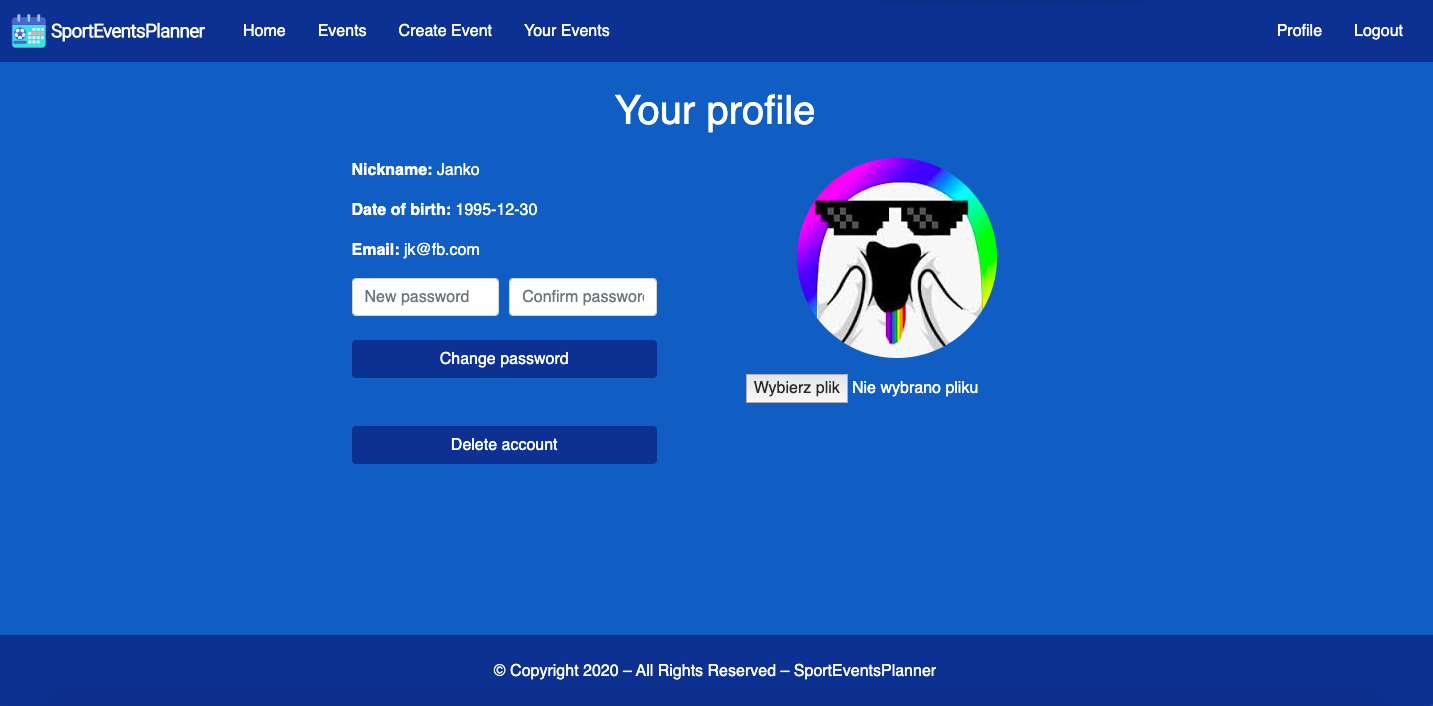 SportEventsPlanner Home Events Create Event Your Events Profile Logout
Your profile
Nickname: Janko
Date of birth: 1995-12-30
Email: jk@fb.com
New password Confirm passwor
Change password
Delete account
Wybierz plik Nie wybrano pliku
© Copyright 2020 – All Rights Reserved – SportEventsPlanner